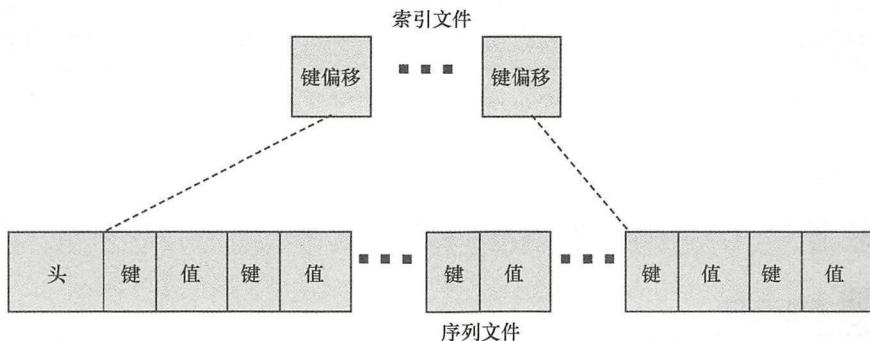 索引文件
键偏移 键偏移
头 键 值 键 值 键 值 键 值 键 值
序列文件